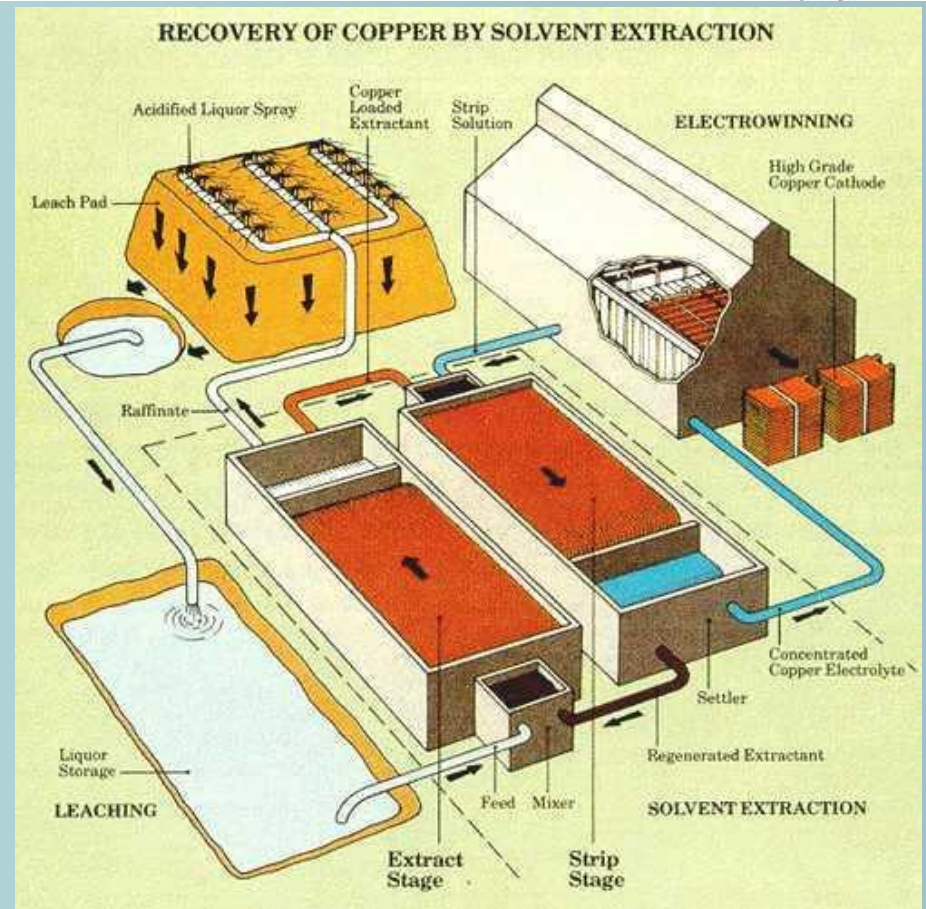 RECOVERY OF COPPER BY SOLVENT EXTRACTION
Acidified Liquor Spray
Copper
Loaded
Extractant
Strip
Solution
ELECTROWINNING
High Grade
Copper Cathode
Leach Pad
Raffinate
Concentrated
Copper Electrolyte
Settler
Regenerated Extractant
Liquor
Storage
LEACHING
Feed
Mixer
SOLVENT EXTRACTION
Extract
Stage
Strip
Stage